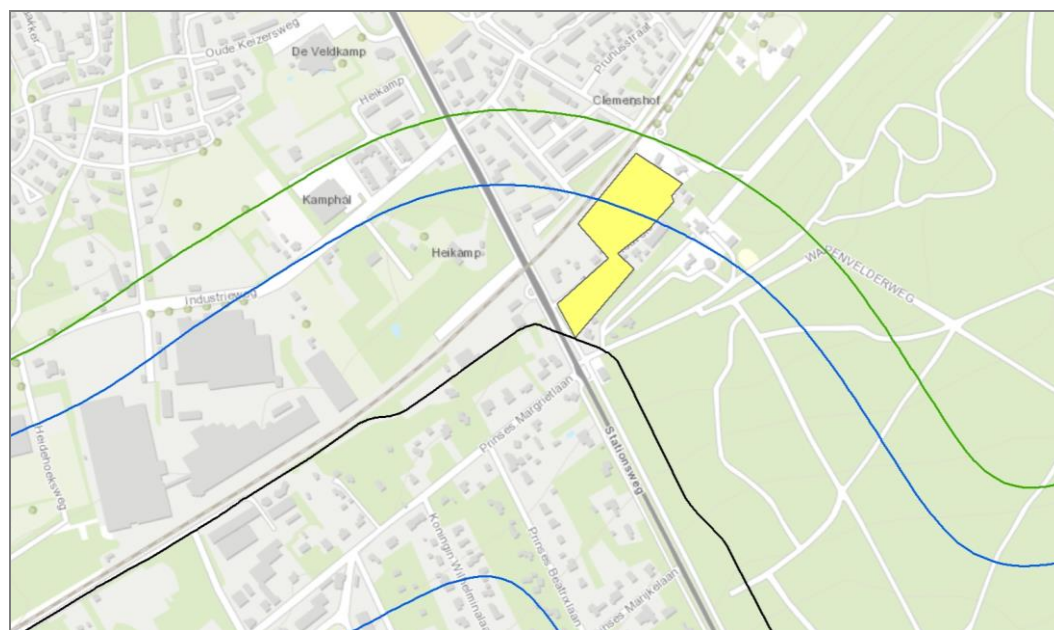 Oude Keizersweg
De Veldkamp
Prunusstraat
Heikamp
Clemenshof
Kamphal
Heikamp
WAPENVELDERWEG
Industrieweg
Prinses Margrietlaan
Heidehoeksweg
Stationsweg
Koningin Wilhelminalaa
Prinses Beatrixlaan
Prinses Marijkelaan